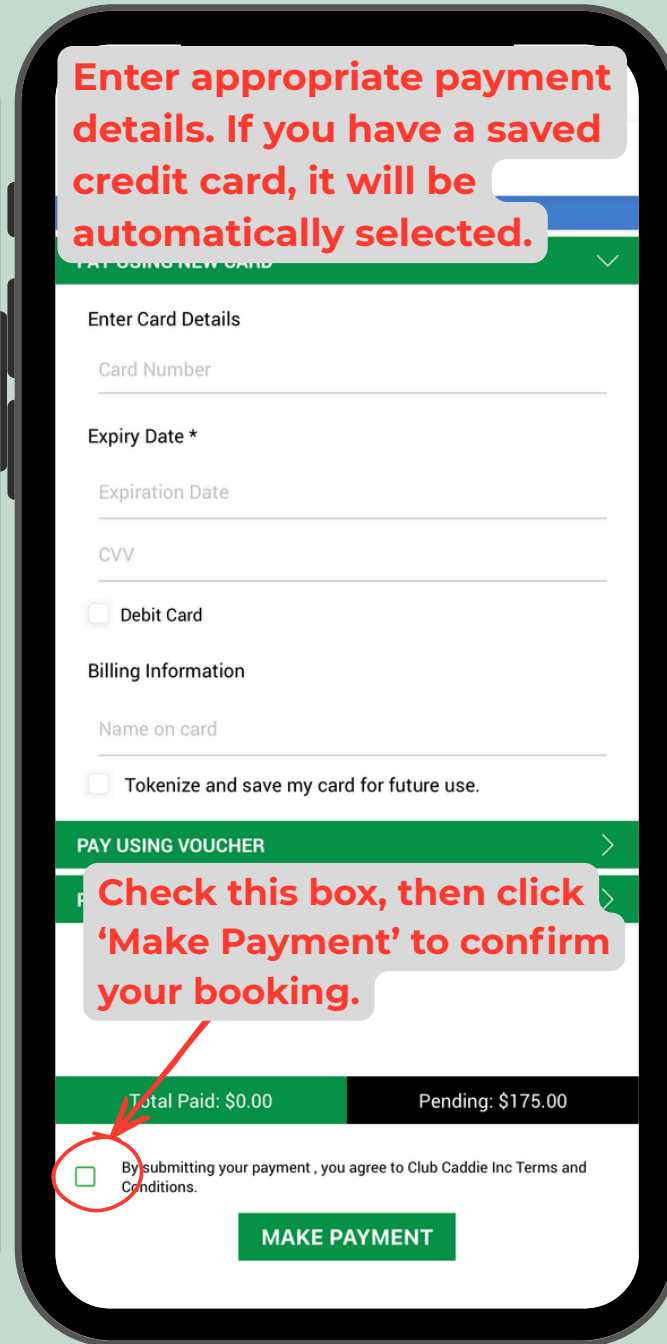 Enter appropriate payment
details. If you have a saved
credit card, it will be
automatically selected.
PAY USING NEW CARD
Enter Card Details
Card Number
Expiry Date *
Expiration Date
CVV
Debit Card
Billing Information
Name on card
Tokenize and save my card for future use.
PAY USING VOUCHER
Check this box, then click
‘Make Payment’ to confirm
your booking.
Total Paid: $0.00
Pending: $175.00
By submitting your payment , you agree to Club Caddie Inc Terms and
Conditions.
MAKE PAYMENT